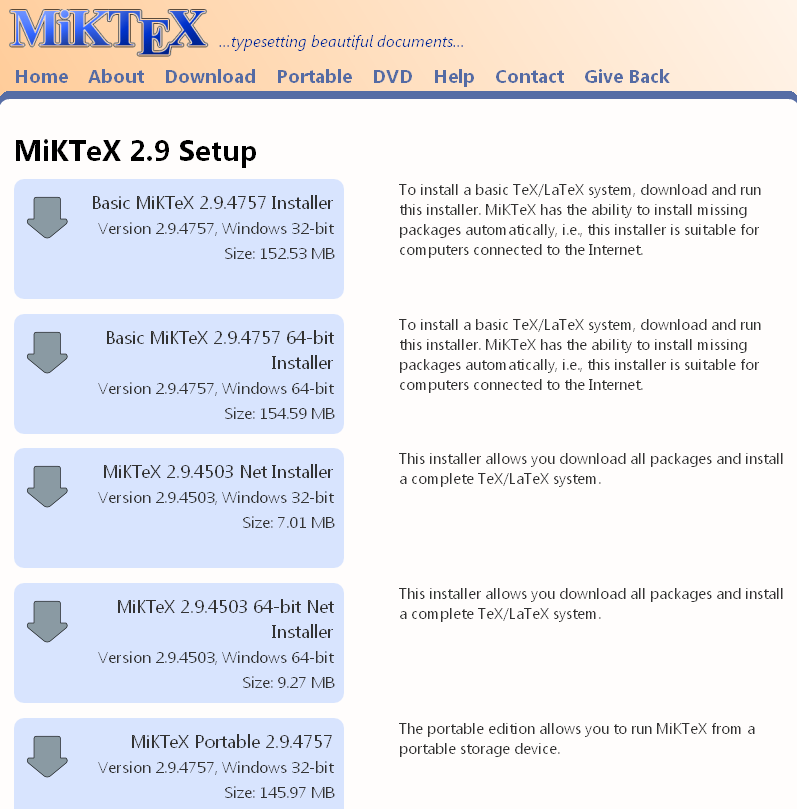 MiKTeX ...typesetting beautiful documents...
Home About Download Portable DVD Help Contact Give Back
MiKTeX 2.9 Setup
Basic MiKTeX 2.9.4757 Installer
Version 2.9.4757, Windows 32-bit
Size: 152.53 MB
To install a basic TeX/LaTeX system, download and run
this installer. MiKTeX has the ability to install missing
packages automatically, i.e., this installer is suitable for
computers connected to the Internet.
Basic MiKTeX 2.9.4757 64-bit
Installer
Version 2.9.4757, Windows 64-bit
Size: 154.59 MB
To install a basic TeX/LaTeX system, download and run
this installer. MiKTeX has the ability to install missing
packages automatically, i.e., this installer is suitable for
computers connected to the Internet.
MiKTeX 2.9.4503 Net Installer
Version 2.9.4503, Windows 32-bit
Size: 7.01 MB
This installer allows you download all packages and install
a complete TeX/LaTeX system.
MiKTeX 2.9.4503 64-bit Net
Installer
Version 2.9.4503, Windows 64-bit
Size: 9.27 MB
This installer allows you download all packages and install
a complete TeX/LaTeX system.
MiKTeX Portable 2.9.4757
Version 2.9.4757, Windows 32-bit
Size: 145.97 MB
The portable edition allows you to run MiKTeX from a
portable storage device.